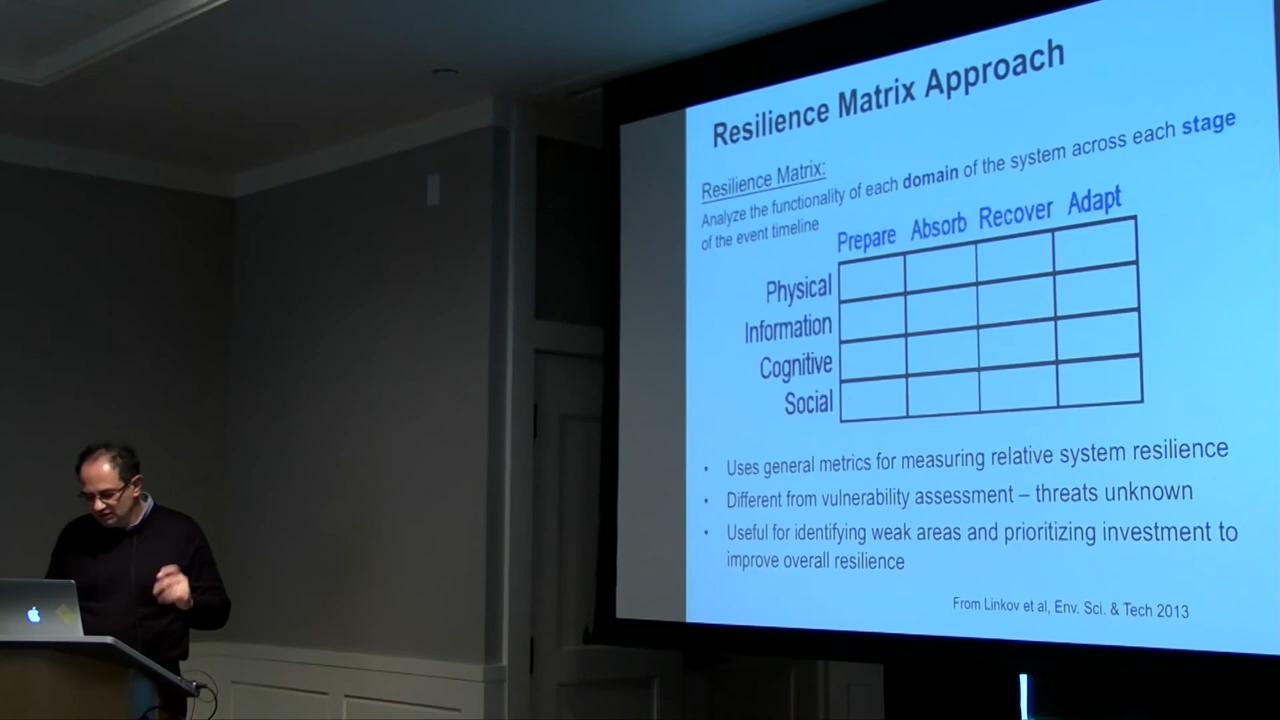 Resilience Matrix Approach
Resilience Matrix:
Analyze the functionality of each domain of the system across each stage
of the event timeline
Prepare Absorb Recover Adapt
Physical
Information
Cognitive
Social
• Uses general metrics for measuring relative system resilience
• Different from vulnerability assessment – threats unknown
• Useful for identifying weak areas and prioritizing investment to
improve overall resilience
From Linkov et al, Env. Sci. & Tech 2013